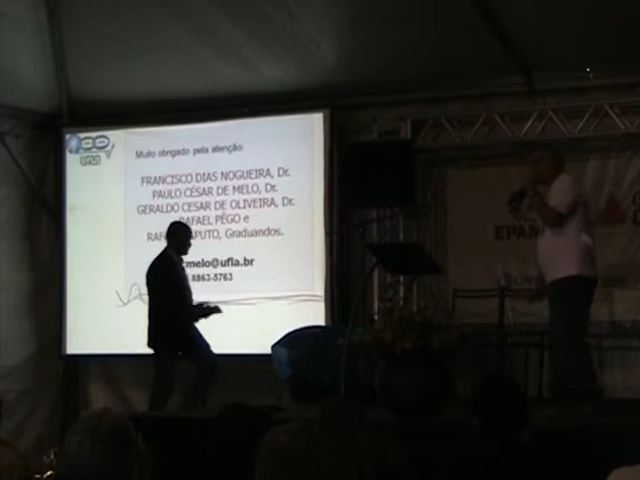 Muito obrigado pela atenção:
FRANCISCO DIAS NOGUEIRA, Dr.
PAULO CÉSAR DE MELO, Dr.
GERALDO CESAR DE OLIVEIRA, Dr.
RAFAEL PÊGO e
APUTO, Graduandos.
melo@ufla.br
8863-5763
UFLA
EPAM